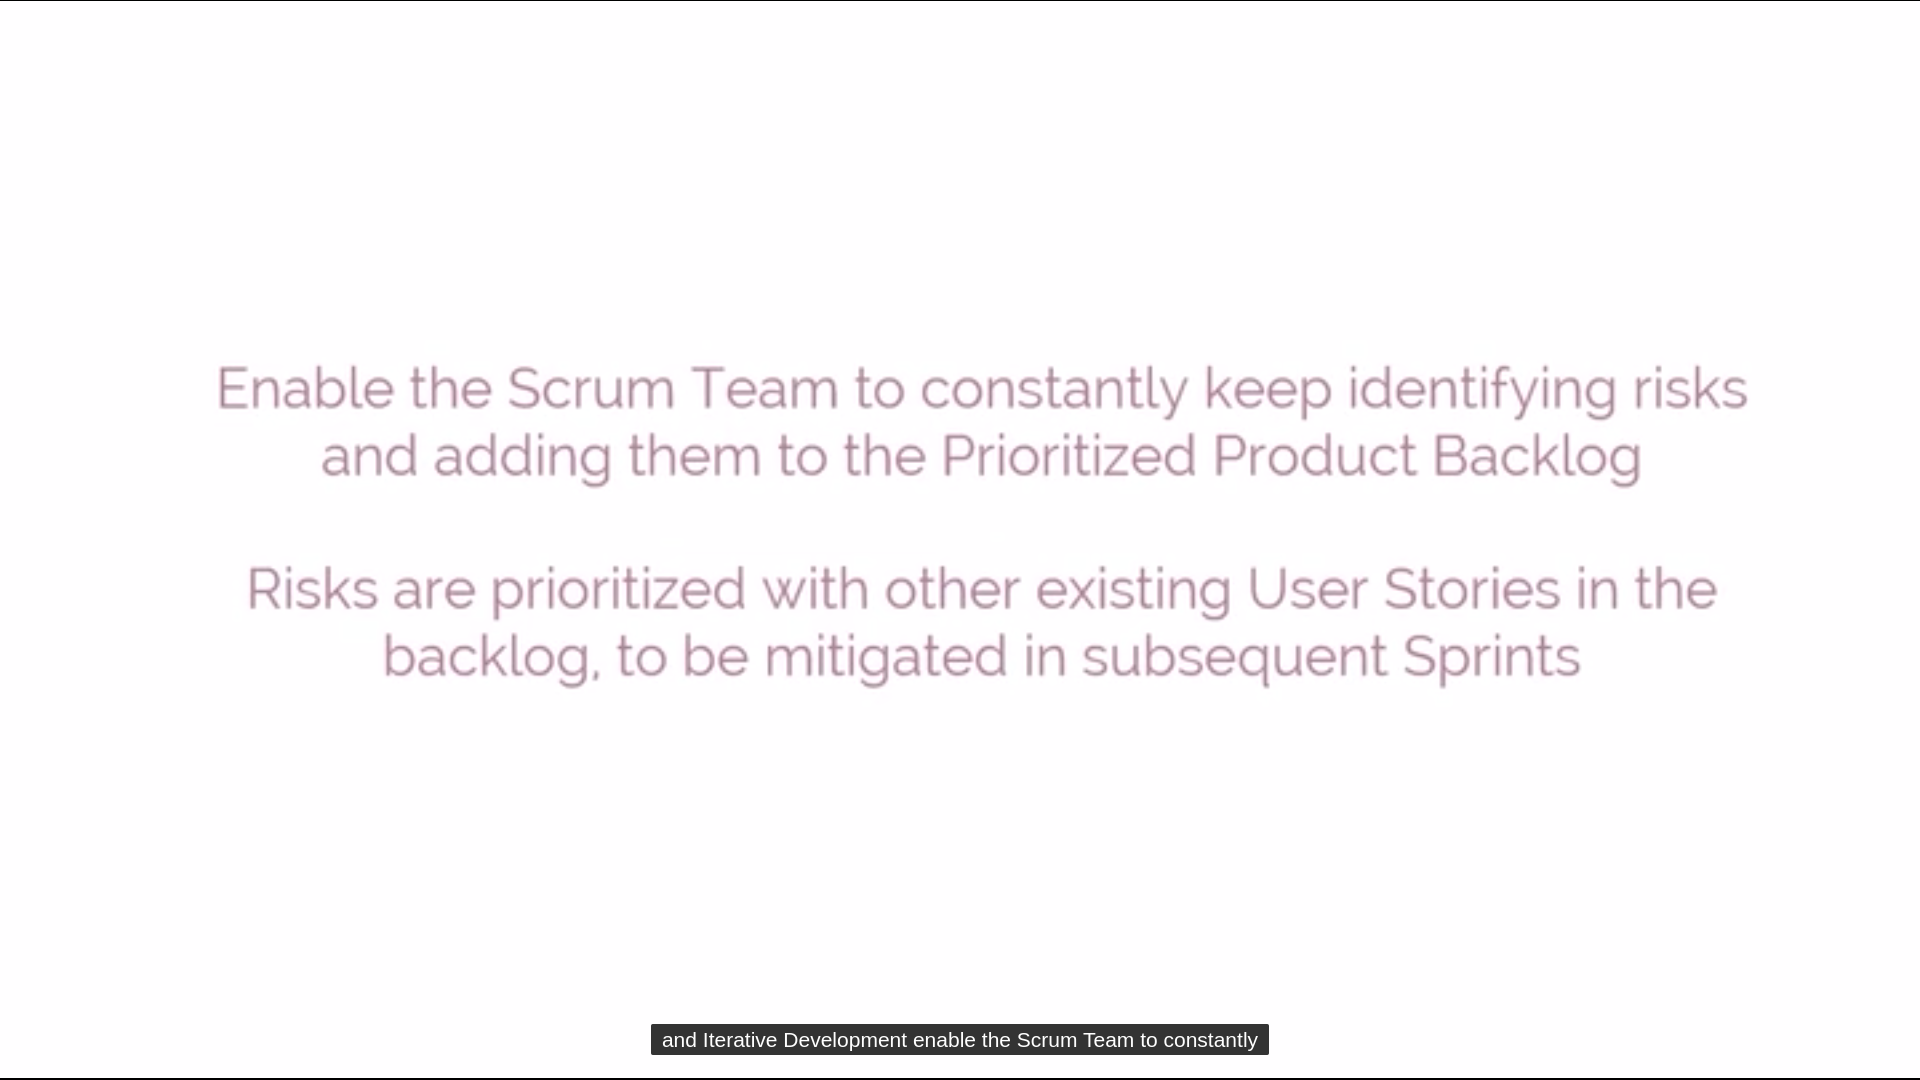 Enable the Scrum Team to constantly keep identifying risks
and adding them to the Prioritized Product Backlog
Risks are prioritized with other existing User Stories in the
backlog, to be mitigated in subsequent Sprints
and Iterative Development enable the Scrum Team to constantly